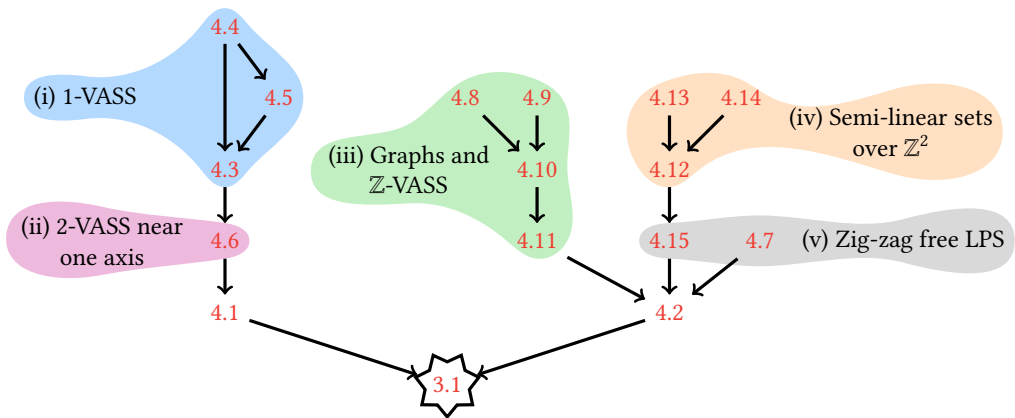 4.4
(i) 1-VASS
4.5
4.8
4.9
4.13
4.14
(iv) Semi-linear sets
over ℤ²
4.3
(iii) Graphs and
ℤ-VASS
4.10
4.12
(ii) 2-VASS near
one axis
4.6
4.11
4.15
4.7
(v) Zig-zag free LPS
4.1
4.2
3.1